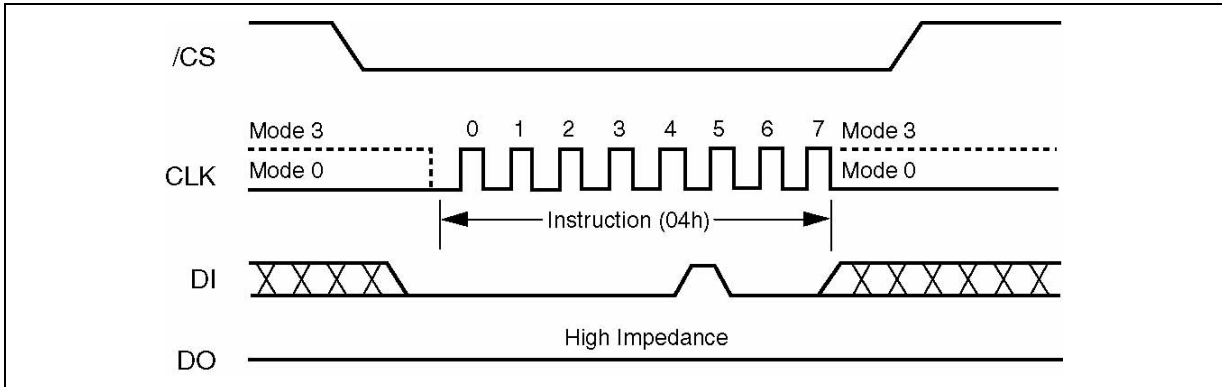 /CS
Mode 3 0 1 2 3 4 5 6 7 Mode 3
CLK Mode 0 Mode 0
Instruction (04h)
DI
High Impedance
DO